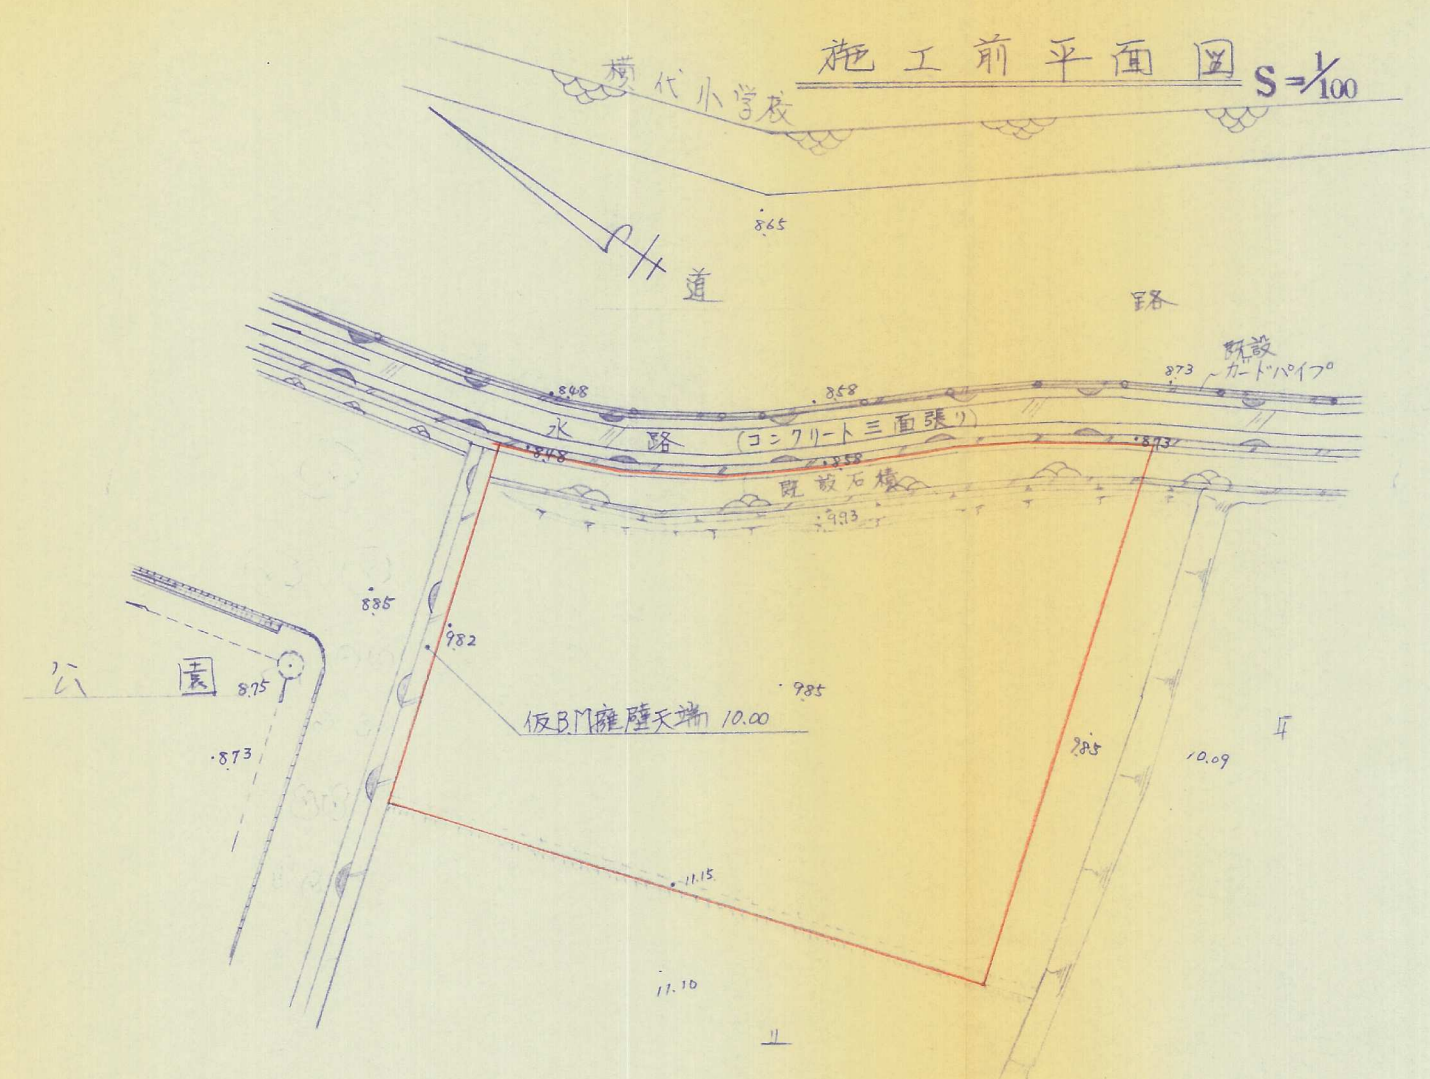 施工前平面図 S=1/100
横代小学校
865
道
路
既設
ガードパイプ
873
848
858
水路 (コンクリート三面張り)
848
858
873
既設石積
993
885
982
公園
875
873
985
仮B.M擁壁天端 10.00
985
10.09
11.15
11.10